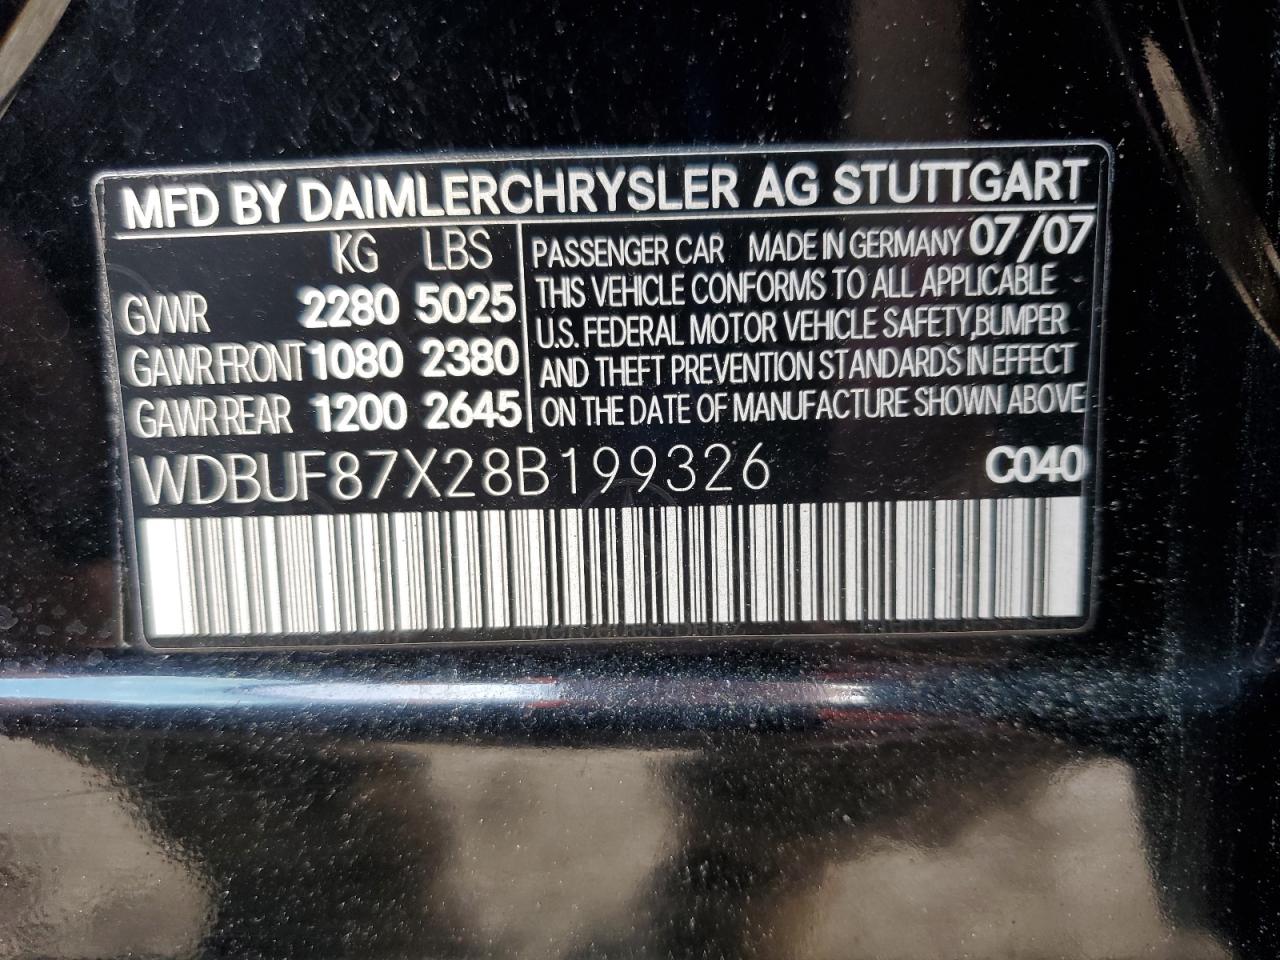 MFD BY DAIMLERCHRYSLER AG STUTTGART
KG LBS
GVWR 2280 5025
GAWR FRONT 1080 2380
GAWR REAR 1200 2645
PASSENGER CAR MADE IN GERMANY 07/07
THIS VEHICLE CONFORMS TO ALL APPLICABLE
U.S. FEDERAL MOTOR VEHICLE SAFETY,BUMPER
AND THEFT PREVENTION STANDARDS IN EFFECT
ON THE DATE OF MANUFACTURE SHOWN ABOVE
WDBUF87X28B199326 C040